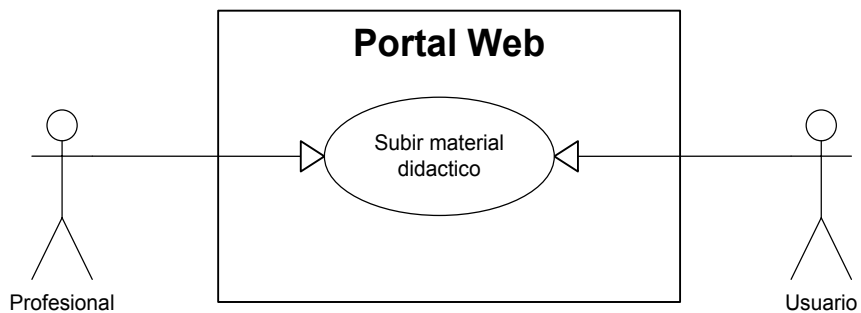 Portal Web
Subir material
didactico
Profesional
Usuario